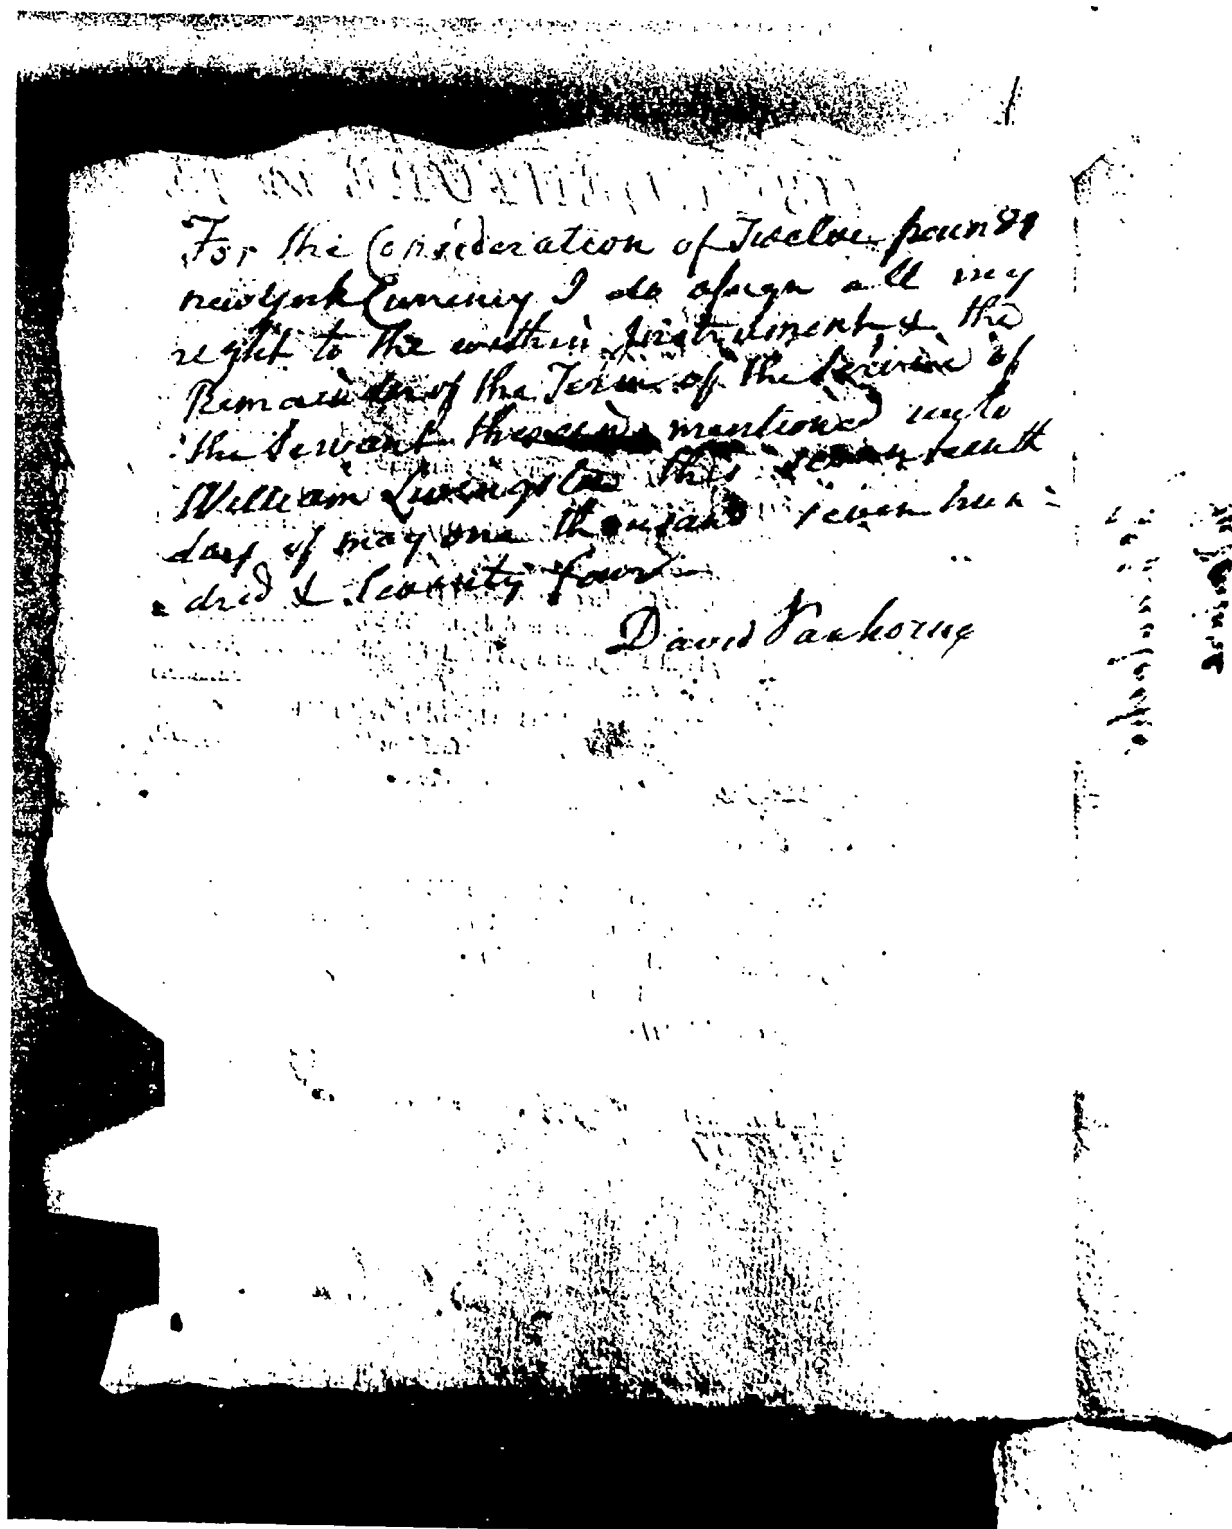 For the Consideration of Twelve pounds
newyork Currency I do assign all my
right to the within Instrument & the
Remainder of the Term of the Service of
the Servant mentioned unto
William Livingston this seventeenth
day of may one thousand seven hun-
dred & Seventy four
David Vanhorne